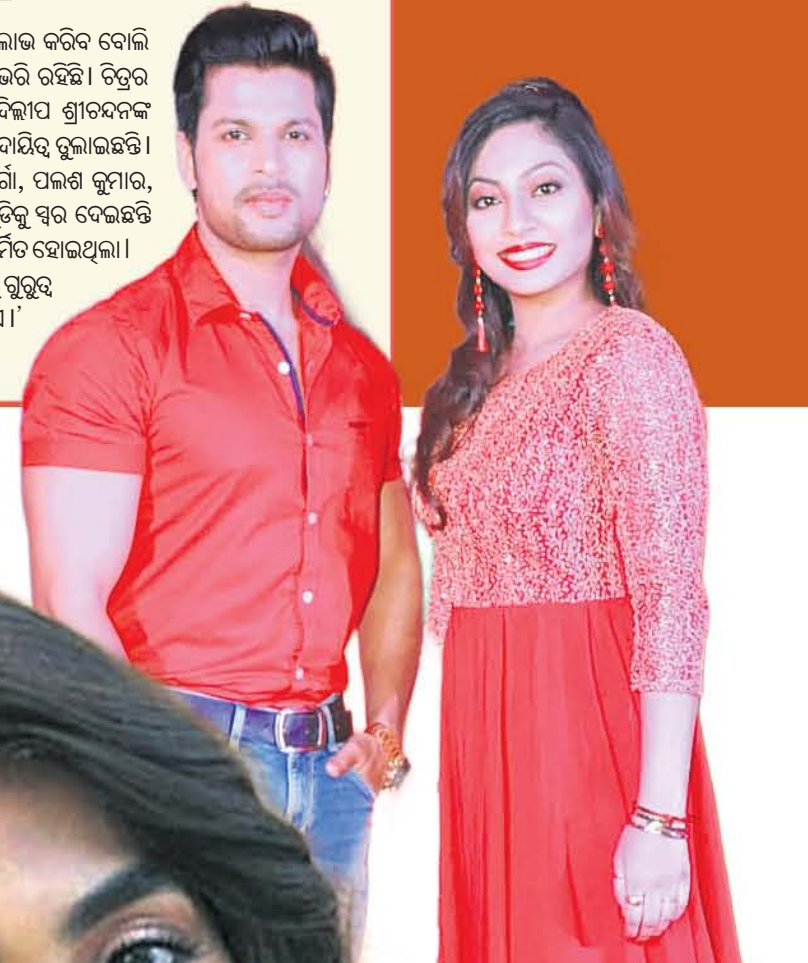 ଲାଭ କରିବ ବୋଲି
ଭରି ରହିଛି। ଚିତ୍ରର
ଦିଲ୍ଲୀପ ଶ୍ରୀଚନ୍ଦନଙ୍କ
ଦାୟିତ୍ୱ ତୁଲାଇଛନ୍ତି।
ର୍ଗା, ପଲଶ କୁମାର,
ଡିକୁ ସ୍ୱର ଦେଇଛନ୍ତି
ର୍ମିତ ହୋଇଥିଲା।
ଗୁରୁତ୍ୱ
।’